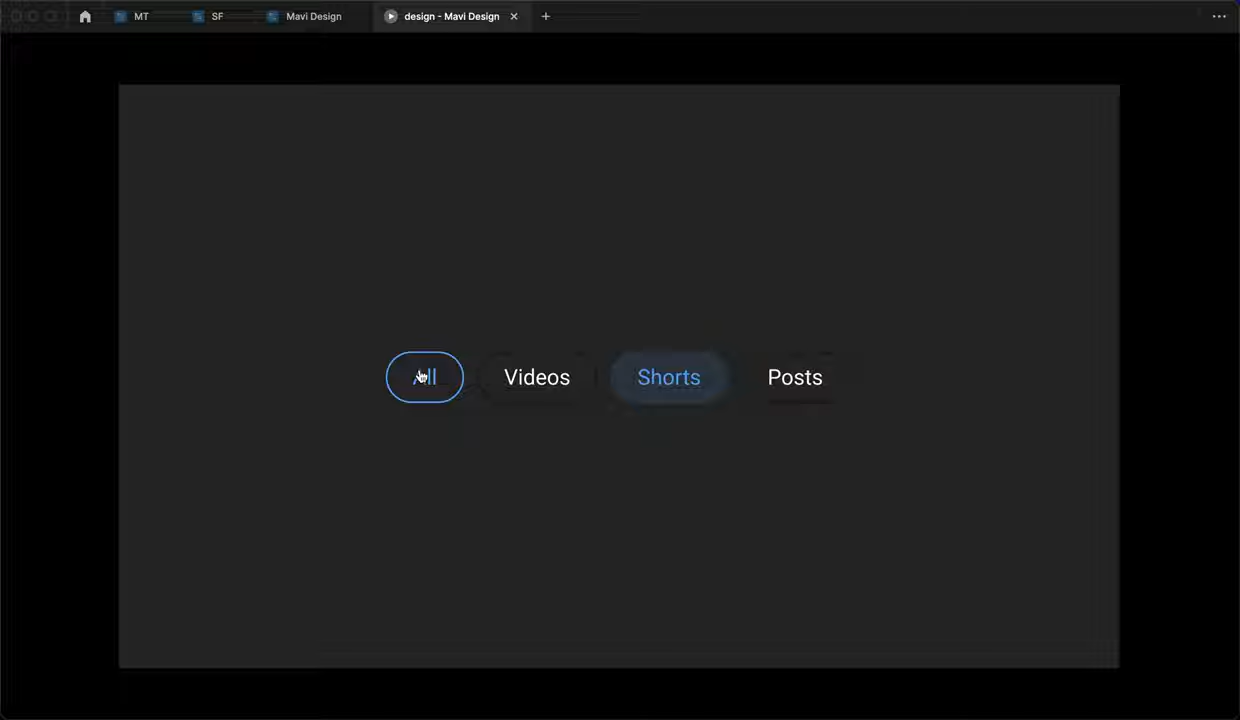 MT
SF
Mavi Design
design - Mavi Design
All
Videos
Shorts
Posts